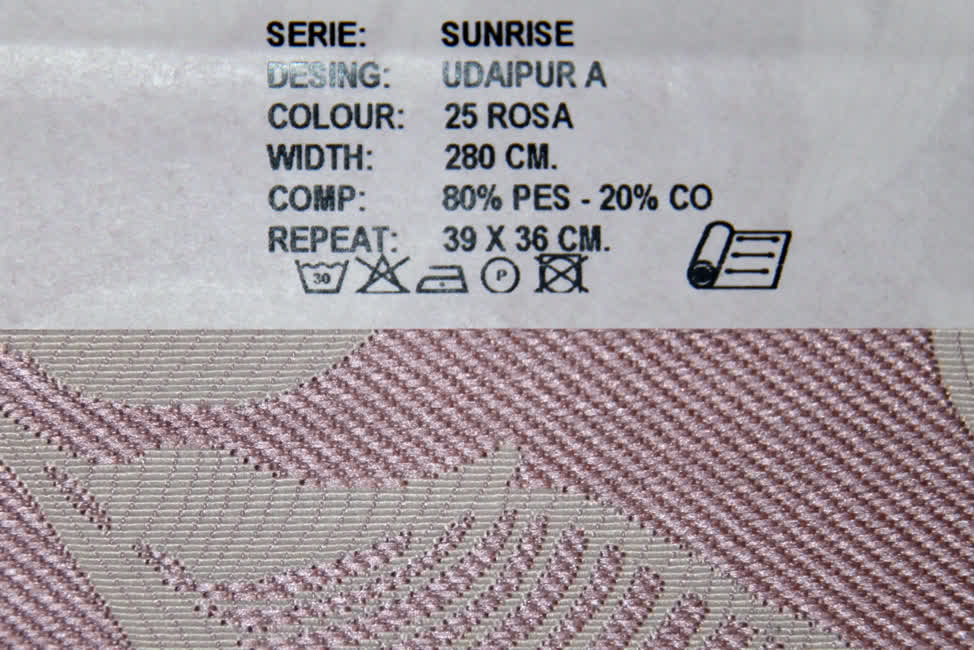 SERIE: SUNRISE
DESING: UDAIPUR A
COLOUR: 25 ROSA
WIDTH: 280 CM.
COMP: 80% PES - 20% CO
REPEAT: 39 X 36 CM.
30 P